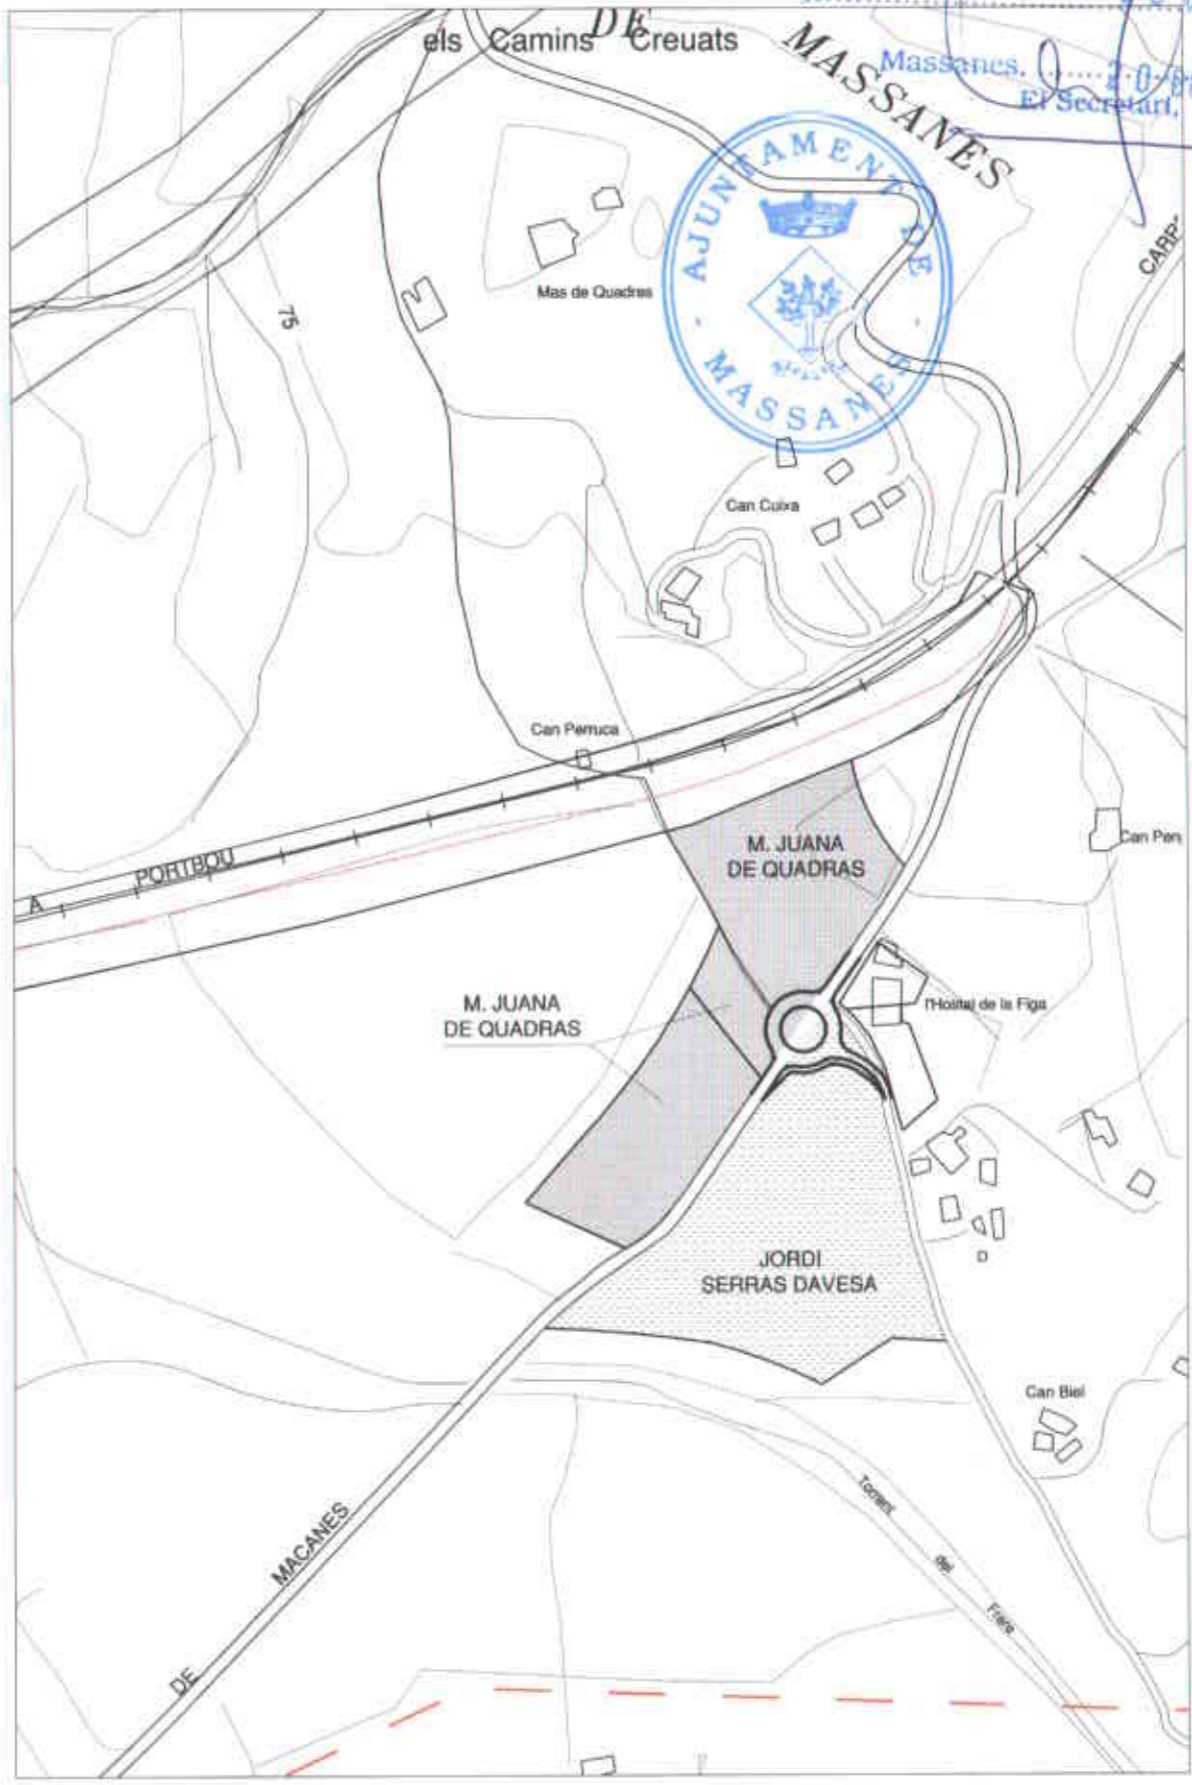 DE
MASSANES
els Camins Creuats
Massanes,
El Secretari,
AJUNTAMENT DE
MASSANES
CARR
Mas de Quadras
75
Can Cuixa
Can Perruca
A PORTBOU
M. JUANA
DE QUADRAS
Can Perr
M. JUANA
DE QUADRAS
l'Hostal de la Figa
JORDI
SERRAS DAVESA
D
Can Biel
Torrent
del
Frare
DE MACANES